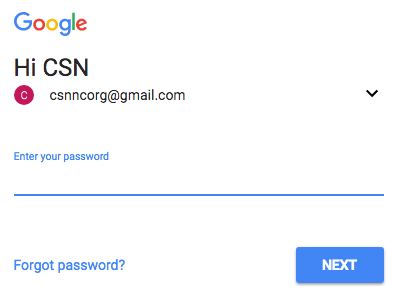 Google
Hi CSN
C csnncorg@gmail.com
Enter your password
Forgot password? NEXT